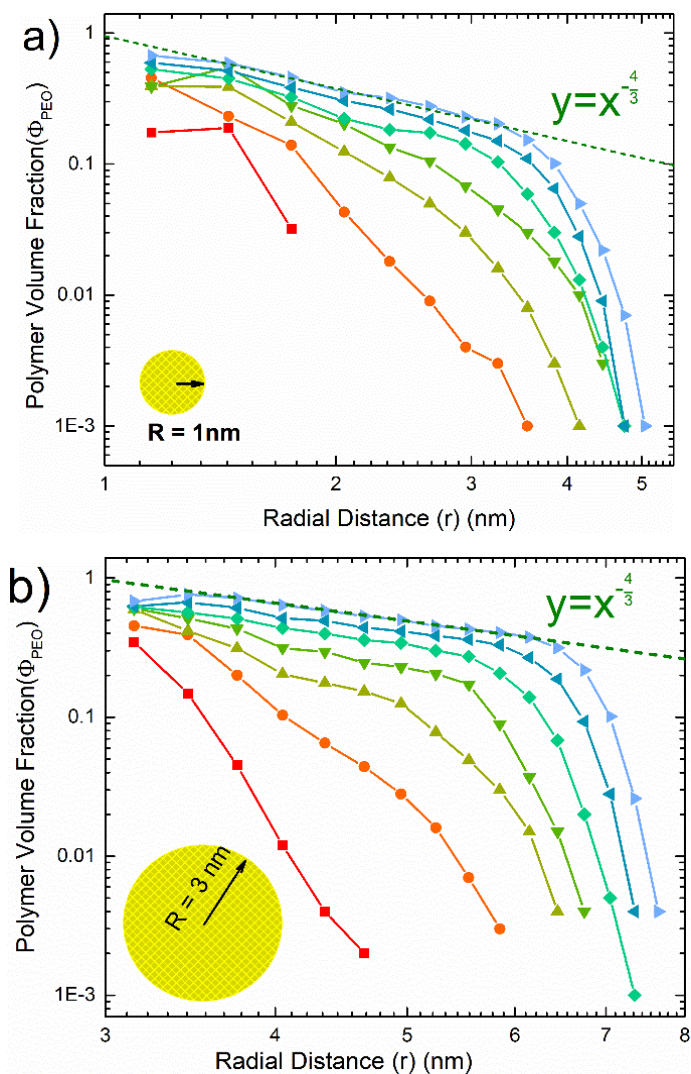 a)
1
0.1
0.01
1E-3
Polymer Volume Fraction(Φ_PEO)
y=x^-4/3
R = 1nm
1
2
3
4
5
Radial Distance (r) (nm)
b)
1
0.1
0.01
1E-3
Polymer Volume Fraction(Φ_PEO)
y=x^-4/3
R = 3 nm
3
4
5
6
7
8
Radial Distance (r) (nm)